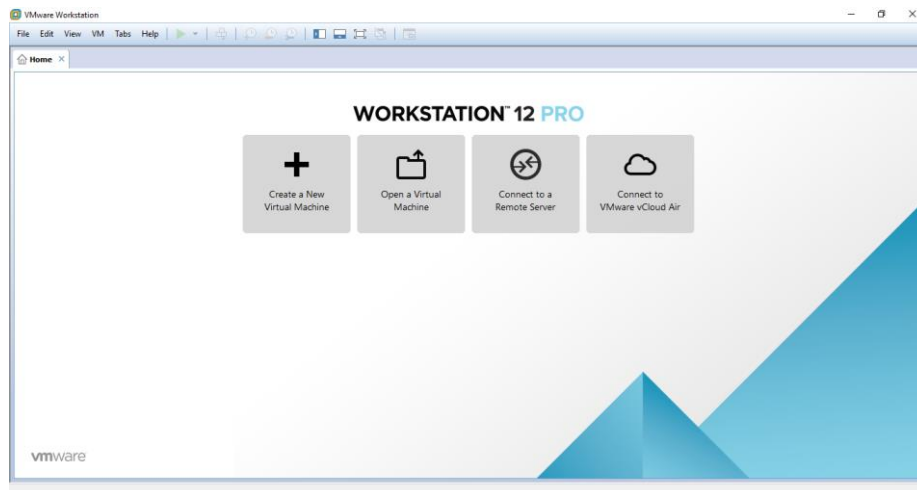 VMware Workstation
File Edit View VM Tabs Help
Home
WORKSTATION™ 12 PRO
Create a New
Virtual Machine
Open a Virtual
Machine
Connect to a
Remote Server
Connect to
VMware vCloud Air
vmware